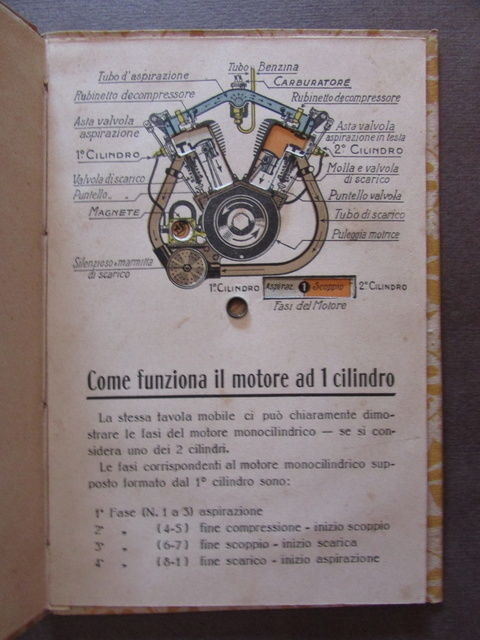 Tubo Benzina
Tubo d'aspirazione
CARBURATORE
Rubinetto decompressore
Rubinetto decompressore
Asta valvola
aspirazione
Asta valvola
aspirazione in testa
1° CILINDRO
2° CILINDRO
Valvola di scarico
Molla e valvola
di scarico
Puntello „ „
Puntello valvola
MAGNETE
Tubo di scarico
Puleggia motrice
Silenzioso o marmitta
di scarico
1° CILINDRO Aspiraz. 1 Scoppio 2° CILINDRO
Fasi del Motore
Come funziona il motore ad 1 cilindro
La stessa tavola mobile ci può chiaramente dimo-
strare le fasi del motore monocilindrico — se si con-
sidera uno dei 2 cilindri.
Le fasi corrispondenti al motore monocilindrico sup-
posto formato dal 1° cilindro sono:
1ª Fase (N. 1 a 3) aspirazione
2ª „ (4-5) fine compressione - inizio scoppio
3ª „ (6-7) fine scoppio - inizio scarica
4ª „ (8-1) fine scarico - inizio aspirazione